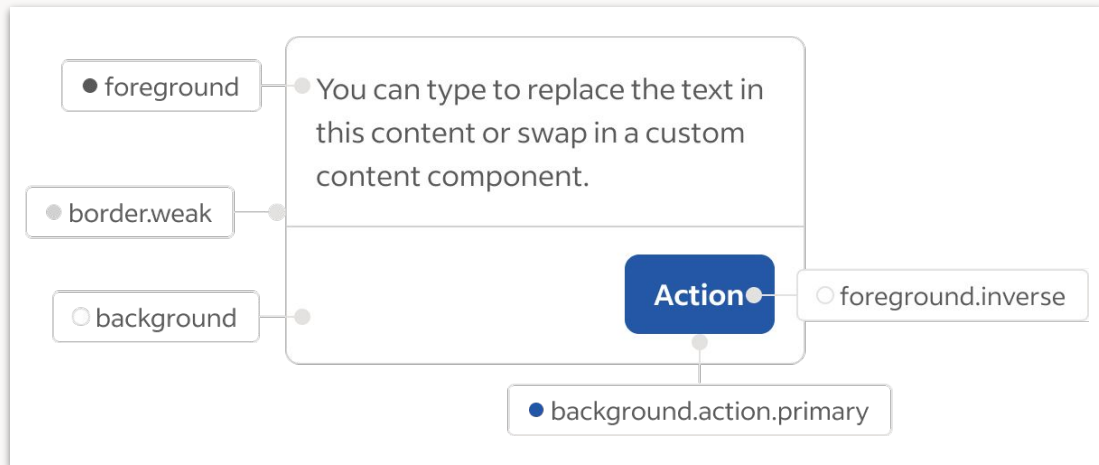 foreground
You can type to replace the text in
this content or swap in a custom
content component.
border.weak
background
Action
foreground.inverse
background.action.primary